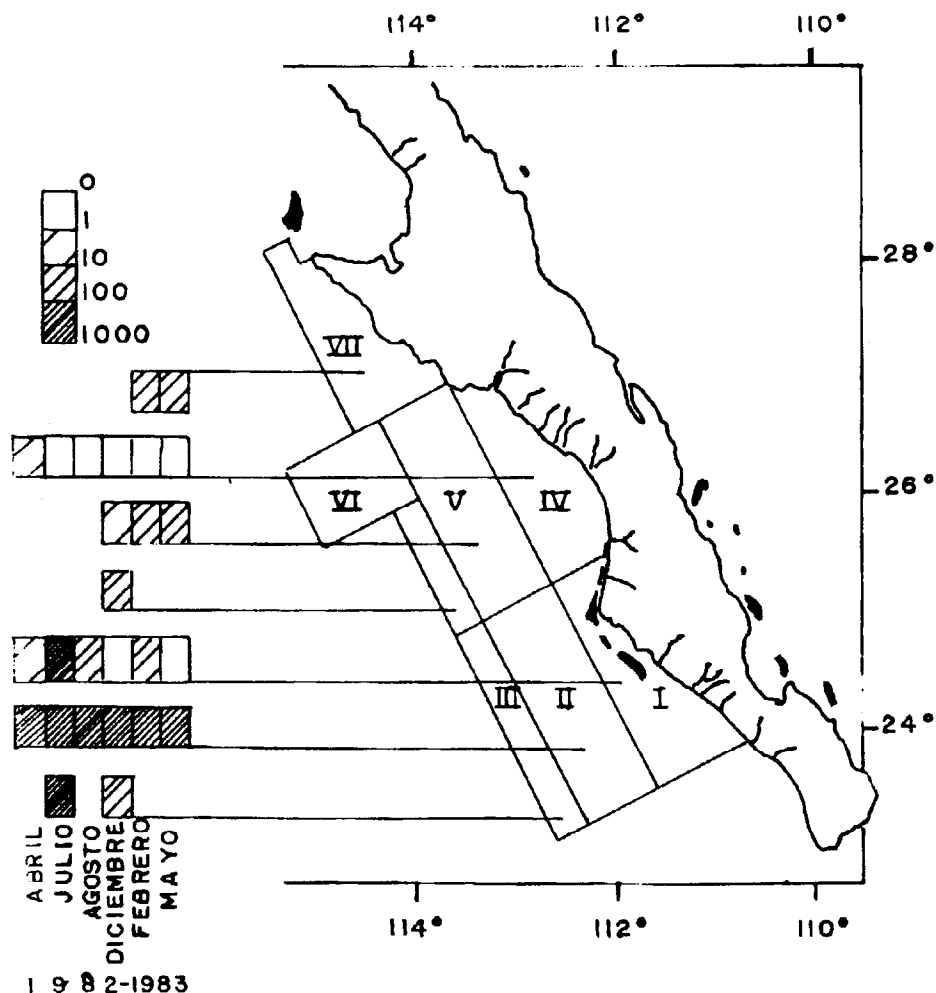 114° 112° 110°
0
1
10
100
1000
28°
VII
26°
VI V IV
III II I
24°
ABRIL
JULIO
AGOSTO
DICIEMBRE
FEBRERO
MAYO
114° 112° 110°
1982-1983